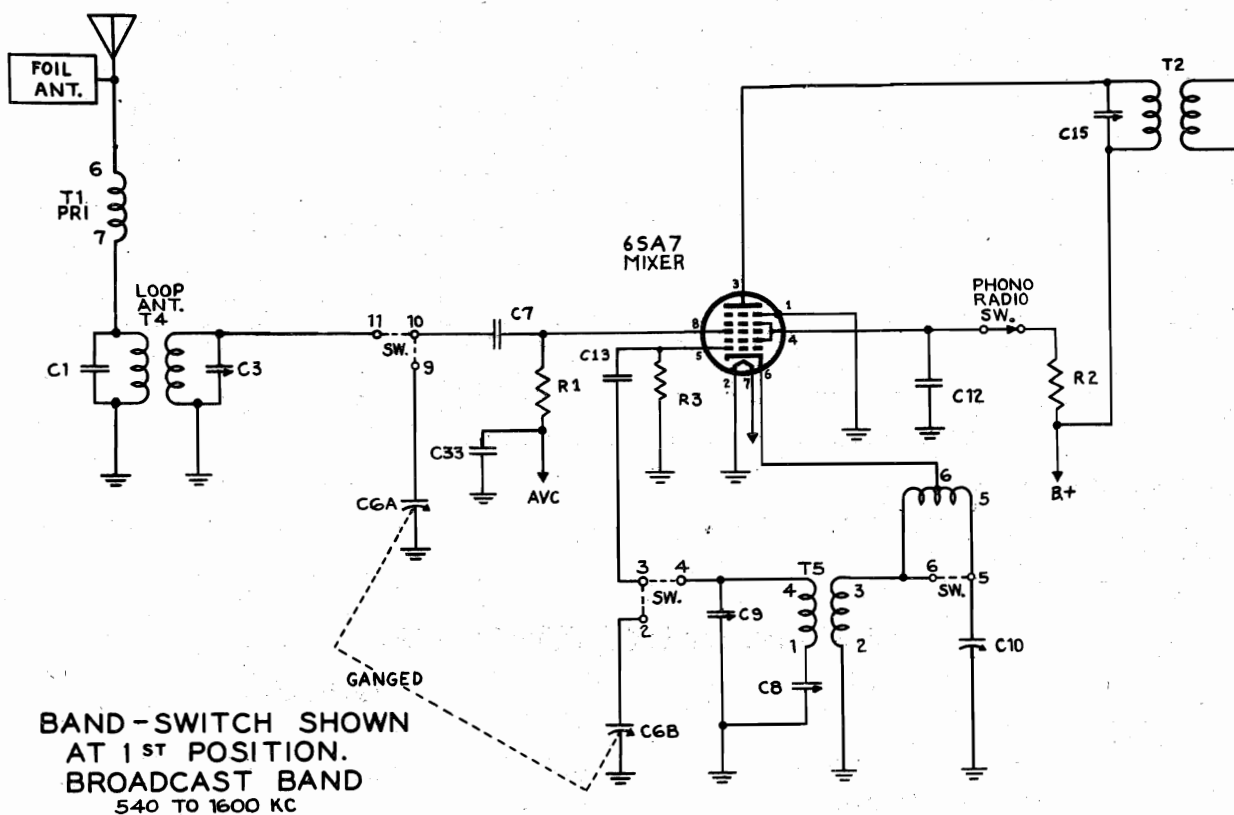 FOIL
ANT.
T2
C15
6
T1
PRI
7
6SA7
MIXER
3
1
8
4
5
2
7
6
PHONO
RADIO
SW.
LOOP
ANT.
T4
C1
C3
11
10
SW.
9
C7
C13
R1
R3
C12
R2
C33
AVC
B+
C6A
6
5
3
4
SW.
2
C9
T5
4
3
1
2
6
5
SW.
C8
C10
GANGED
C6B
BAND-SWITCH SHOWN
AT 1ST POSITION.
BROADCAST BAND
540 TO 1600 KC